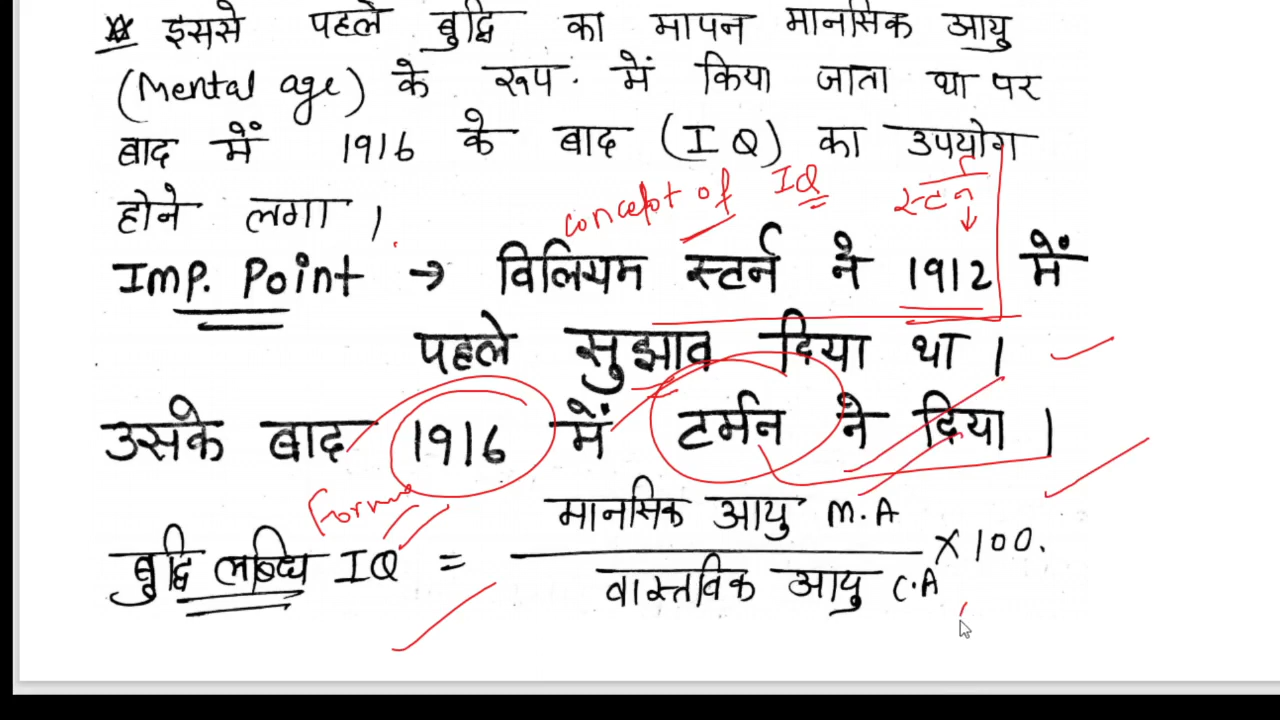 इससे पहले बुद्धि का मापन मानसिक आयु
(Mental age) के रूप में किया जाता था पर
बाद में 1916 के बाद (IQ) का उपयोग
होने लगा।
concept of IQ
स्टर्न
Imp. Point → विलियम स्टर्न ने 1912 में
पहले सुझाव दिया था।
उसके बाद 1916 में टर्मन ने दिया।
बुद्धि लब्धि IQ = मानसिक आयु M.A
वास्तविक आयु C.A
× 100.